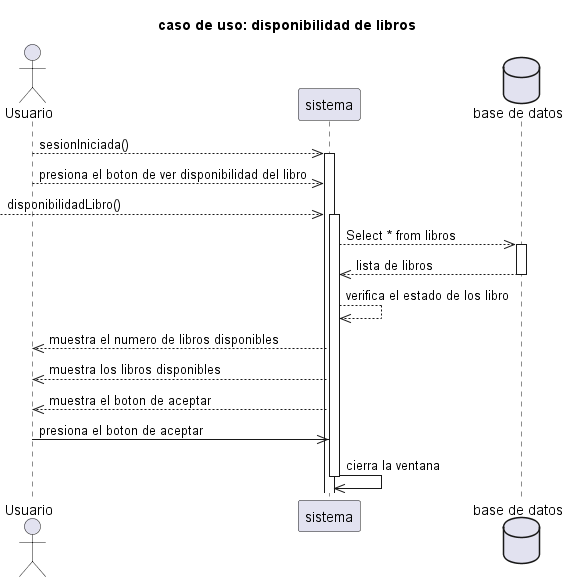 caso de uso: disponibilidad de libros
Usuario
sistema
base de datos
sesionIniciada()
presiona el boton de ver disponibilidad del libro
disponibilidadLibro()
Select * from libros
lista de libros
verifica el estado de los libro
muestra el numero de libros disponibles
muestra los libros disponibles
muestra el boton de aceptar
presiona el boton de aceptar
cierra la ventana
Usuario
sistema
base de datos